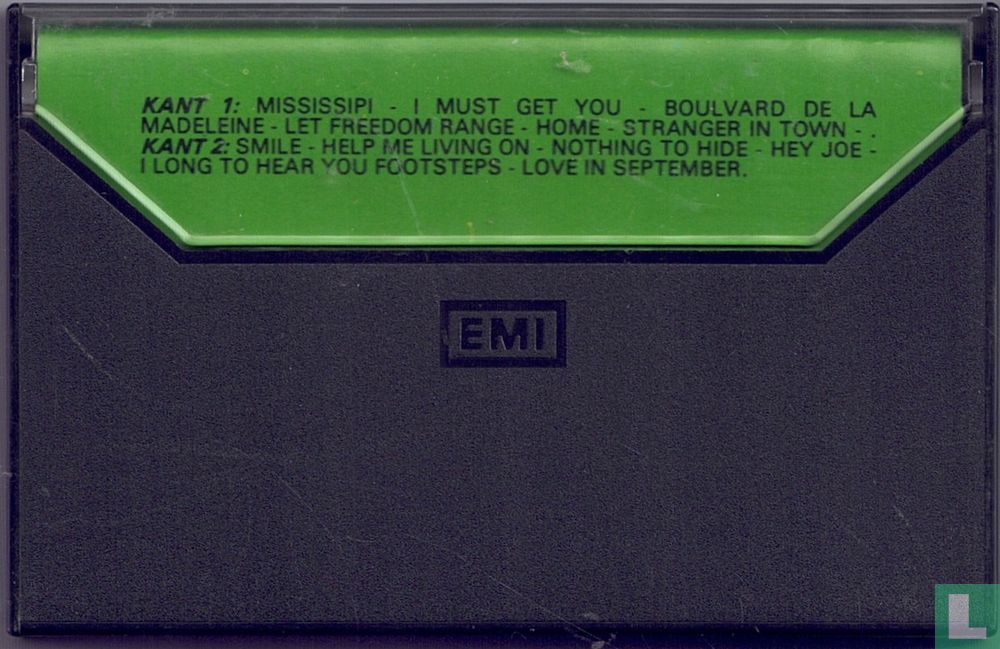 KANT 1: MISSISSIPI - I MUST GET YOU - BOULVARD DE LA
MADELEINE - LET FREEDOM RANGE - HOME - STRANGER IN TOWN - .
KANT 2: SMILE - HELP ME LIVING ON - NOTHING TO HIDE - HEY JOE -
I LONG TO HEAR YOU FOOTSTEPS - LOVE IN SEPTEMBER.
EMI
L